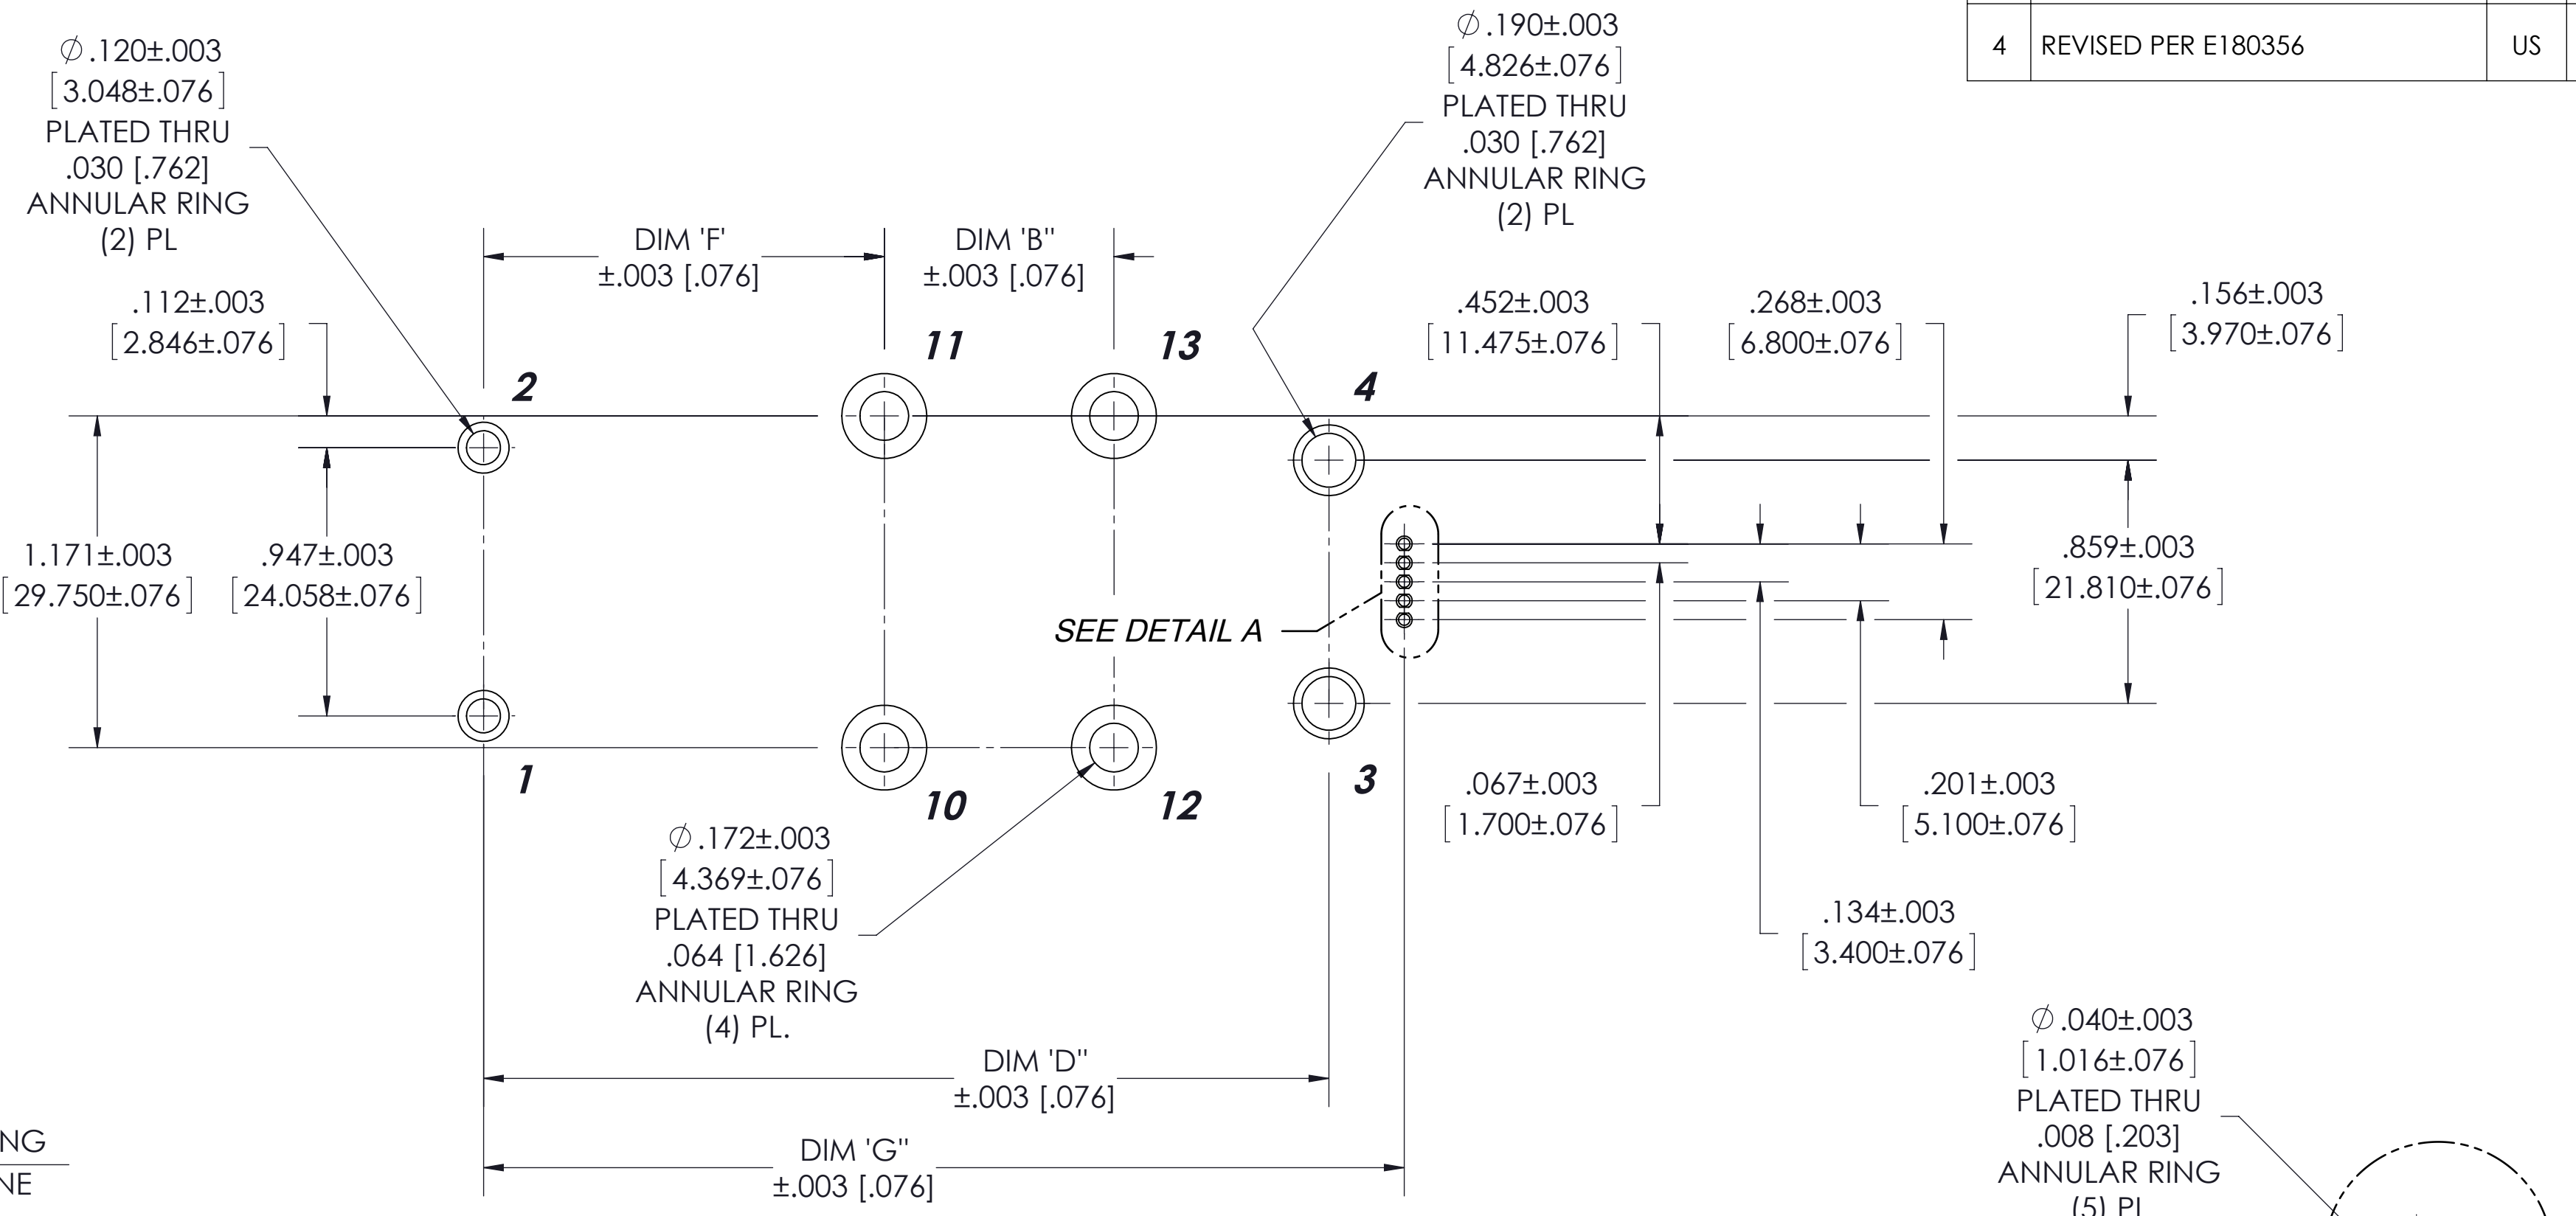 4 REVISED PER E180356 US
⌀.120±.003
[3.048±.076]
PLATED THRU
.030 [.762]
ANNULAR RING
(2) PL
⌀.190±.003
[4.826±.076]
PLATED THRU
.030 [.762]
ANNULAR RING
(2) PL
DIM 'F'
±.003 [.076]
DIM 'B''
±.003 [.076]
.112±.003
[2.846±.076]
.452±.003
[11.475±.076]
.268±.003
[6.800±.076]
.156±.003
[3.970±.076]
2
11
13
4
1.171±.003
[29.750±.076]
.947±.003
[24.058±.076]
.859±.003
[21.810±.076]
SEE DETAIL A
1
10
12
3
.067±.003
[1.700±.076]
.201±.003
[5.100±.076]
⌀.172±.003
[4.369±.076]
PLATED THRU
.064 [1.626]
ANNULAR RING
(4) PL.
.134±.003
[3.400±.076]
DIM 'D''
±.003 [.076]
DIM 'G''
±.003 [.076]
⌀.040±.003
[1.016±.076]
PLATED THRU
.008 [.203]
ANNULAR RING
(5) PL
NG
NE